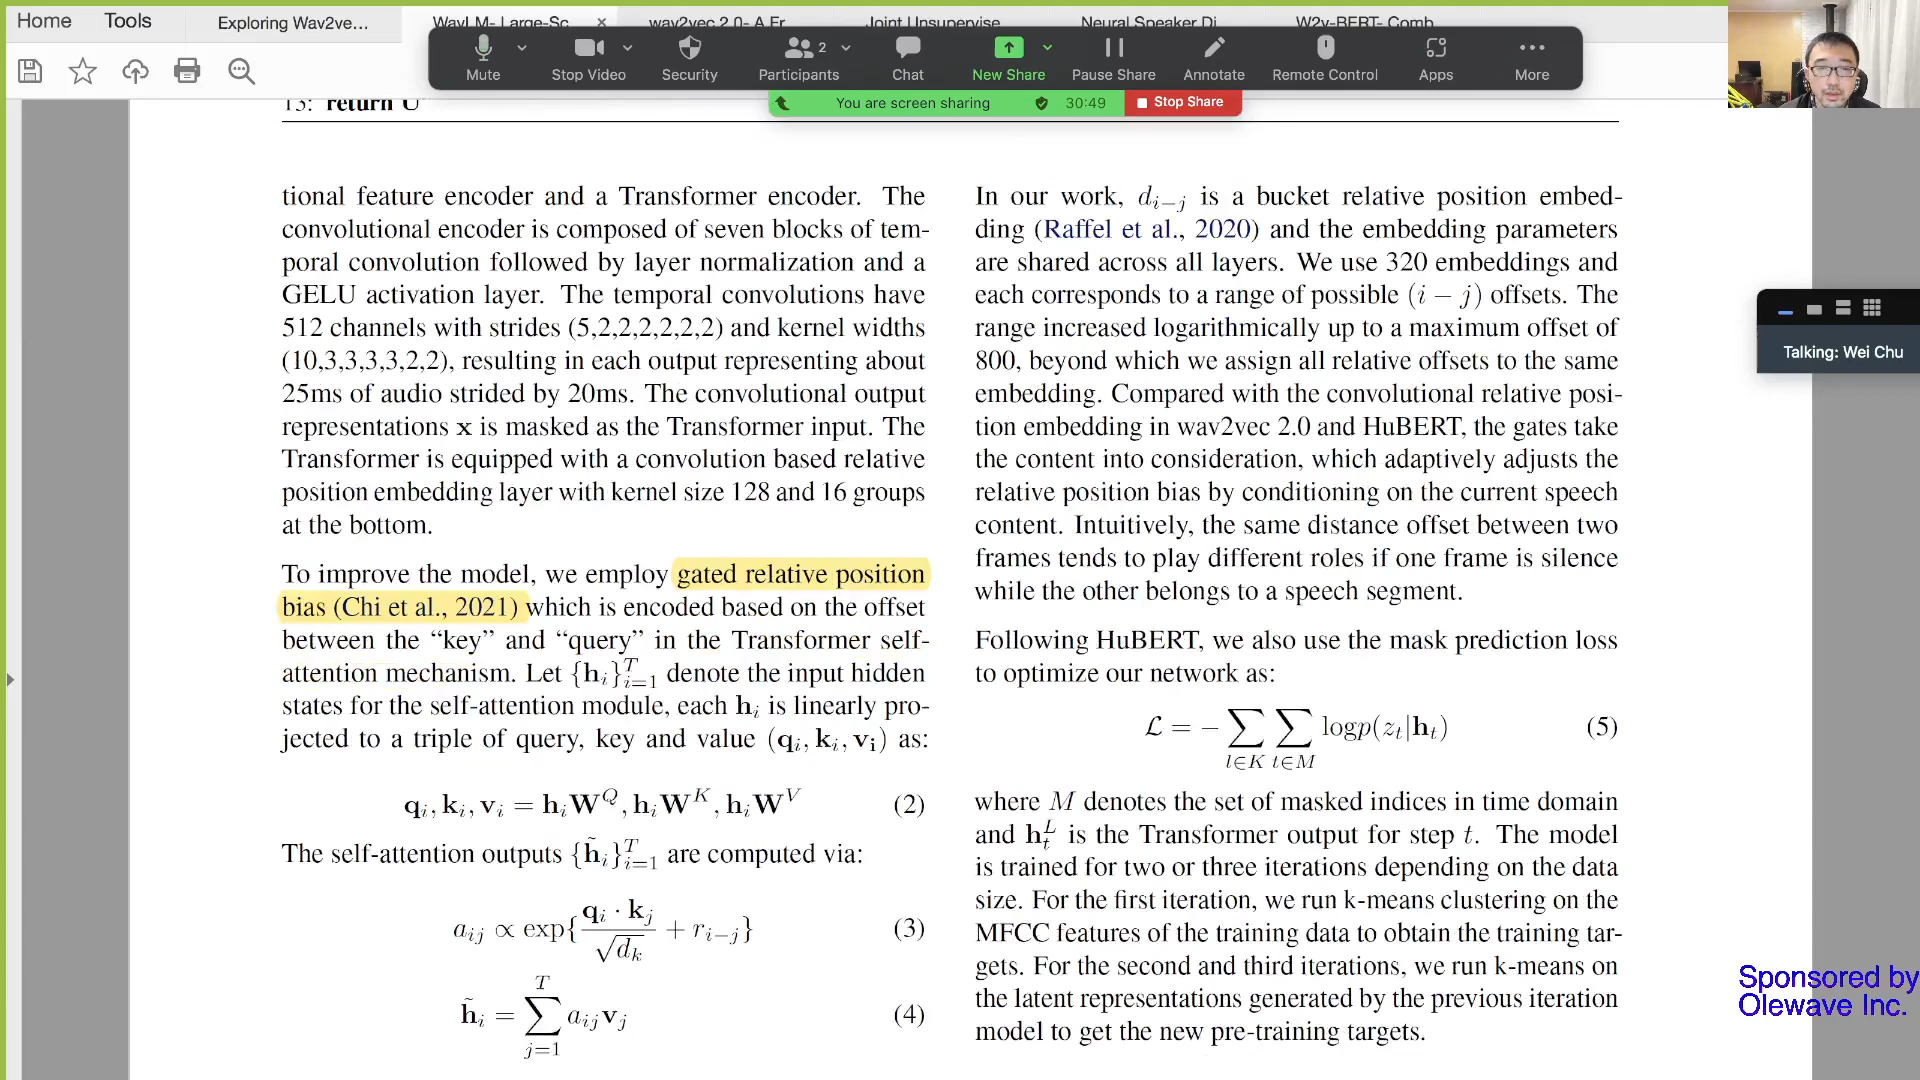 Home Tools Exploring Wav2ve... WavLM- Large-Sc × wav2vec 2.0- A Fr Joint Unsupervise Neural Speaker Di W2v-BERT- Comb
Mute Stop Video Security Participants 2 Chat New Share Pause Share Annotate Remote Control Apps More
You are screen sharing 30:49 Stop Share
13: return U
tional feature encoder and a Transformer encoder. The
convolutional encoder is composed of seven blocks of tem-
poral convolution followed by layer normalization and a
GELU activation layer. The temporal convolutions have
512 channels with strides (5,2,2,2,2,2,2) and kernel widths
(10,3,3,3,3,2,2), resulting in each output representing about
25ms of audio strided by 20ms. The convolutional output
representations x is masked as the Transformer input. The
Transformer is equipped with a convolution based relative
position embedding layer with kernel size 128 and 16 groups
at the bottom.
To improve the model, we employ gated relative position
bias (Chi et al., 2021) which is encoded based on the offset
between the “key” and “query” in the Transformer self-
attention mechanism. Let {h_i}_{i=1}^T denote the input hidden
states for the self-attention module, each h_i is linearly pro-
jected to a triple of query, key and value (q_i, k_i, v_i) as:
q_i, k_i, v_i = h_iW^Q, h_iW^K, h_iW^V (2)
The self-attention outputs {h̃_i}_{i=1}^T are computed via:
a_{ij} ∝ exp{ q_i · k_j / √d_k + r_{i−j} } (3)
h̃_i = ∑_{j=1}^T a_{ij}v_j (4)
In our work, d_{i−j} is a bucket relative position embed-
ding (Raffel et al., 2020) and the embedding parameters
are shared across all layers. We use 320 embeddings and
each corresponds to a range of possible (i − j) offsets. The
range increased logarithmically up to a maximum offset of
800, beyond which we assign all relative offsets to the same
embedding. Compared with the convolutional relative posi-
tion embedding in wav2vec 2.0 and HuBERT, the gates take
the content into consideration, which adaptively adjusts the
relative position bias by conditioning on the current speech
content. Intuitively, the same distance offset between two
frames tends to play different roles if one frame is silence
while the other belongs to a speech segment.
Following HuBERT, we also use the mask prediction loss
to optimize our network as:
L = − ∑_{l∈K} ∑_{t∈M} logp(z_t|h_t) (5)
where M denotes the set of masked indices in time domain
and h_t^L is the Transformer output for step t. The model
is trained for two or three iterations depending on the data
size. For the first iteration, we run k-means clustering on the
MFCC features of the training data to obtain the training tar-
gets. For the second and third iterations, we run k-means on
the latent representations generated by the previous iteration
model to get the new pre-training targets.
Talking: Wei Chu
Sponsored by
Olewave Inc.